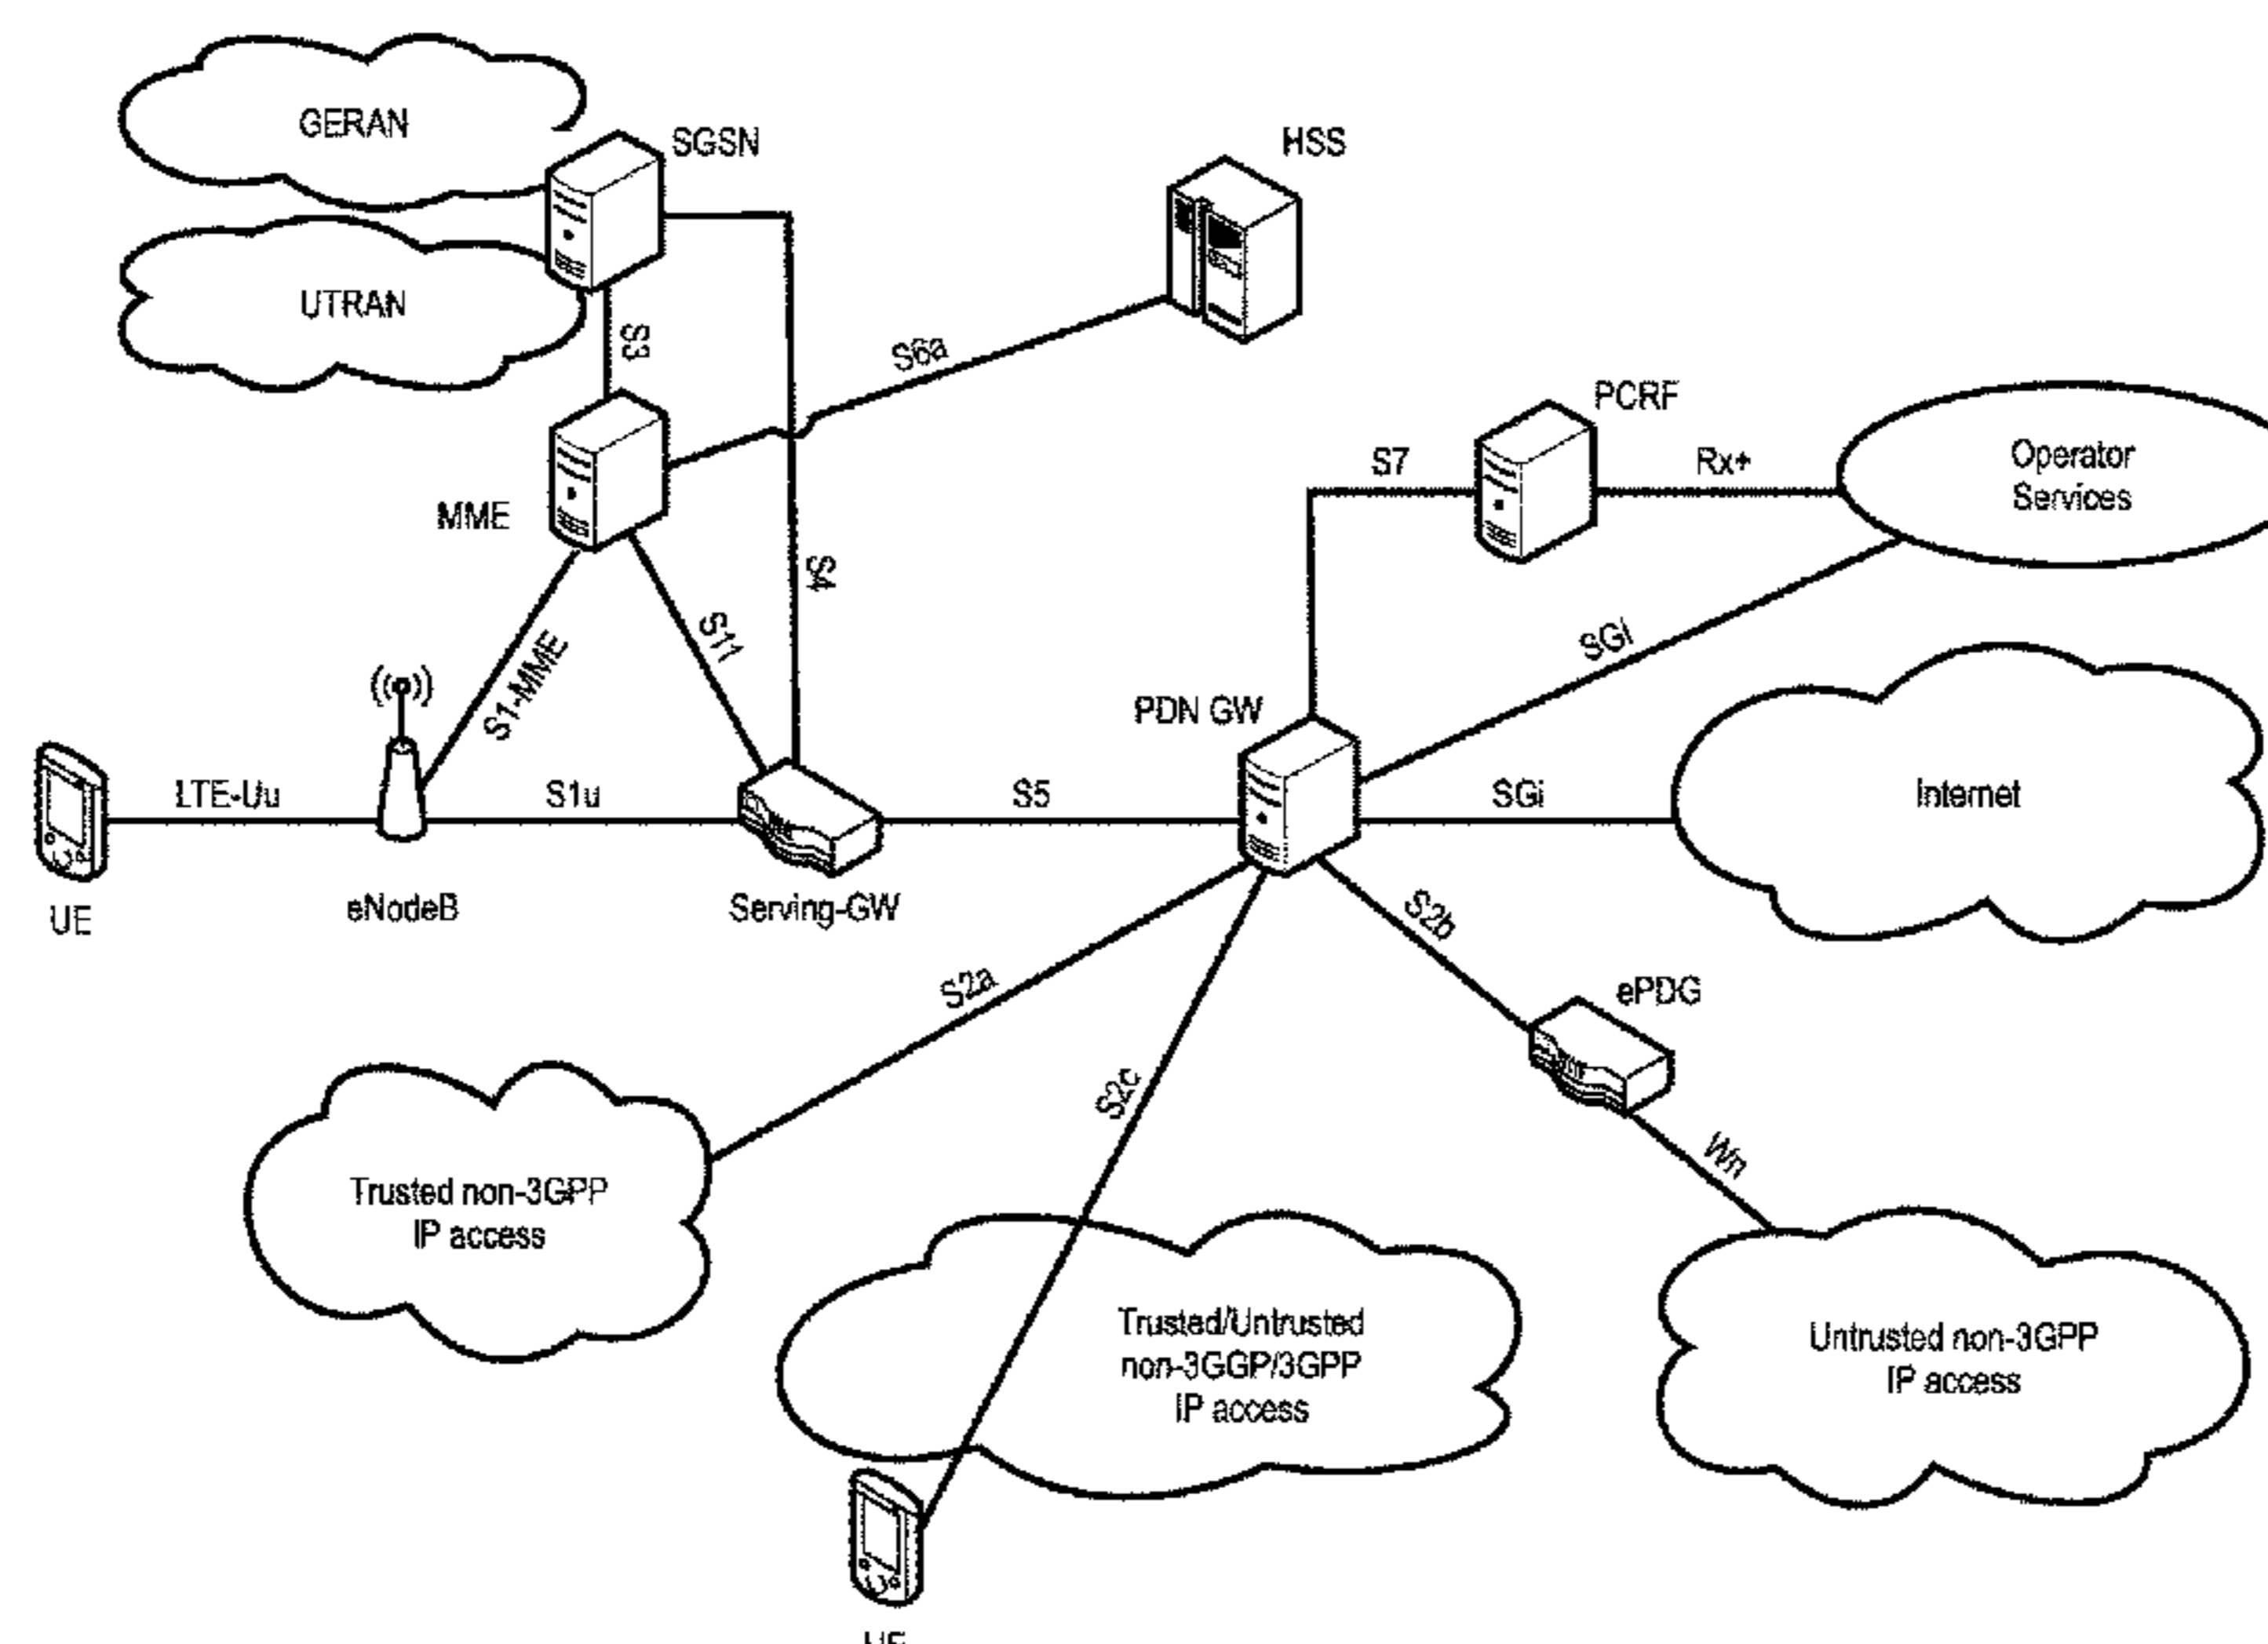 GERAN
SGSN
HSS
UTRAN
S3
S6a
PCRF
Operator
Services
S7
Rx+
MME
S4
S11
S1-MME
SGi
PDN GW
LTE-Uu
S1u
S5
SGi
Internet
UE
eNodeB
Serving-GW
S2b
S2a
ePDG
S2c
Wn
Trusted non-3GPP
IP access
Trusted/Untrusted
non-3GGP/3GPP
IP access
Untrusted non-3GPP
IP access
UE